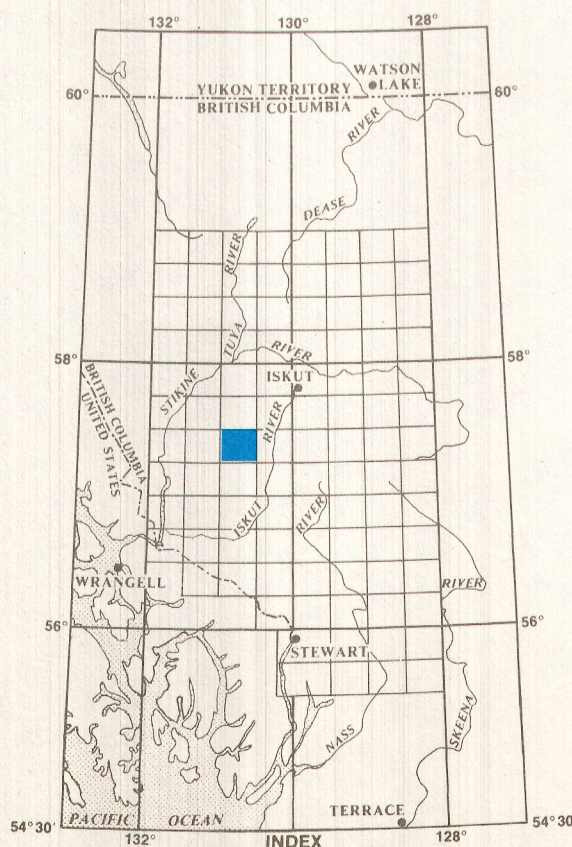 132° 130° 128°
WATSON
LAKE
60° YUKON TERRITORY 60°
BRITISH COLUMBIA
RIVER
DEASE
RIVER
TUYA
RIVER
58° 58°
ISKUT
STIKINE
BRITISH COLUMBIA
UNITED STATES
RIVER
ISKUT
RIVER
WRANGELL
RIVER
56° 56°
STEWART
SKEENA
NASS
TERRACE
54° 30' PACIFIC OCEAN 54° 30'
132° 128°
INDEX